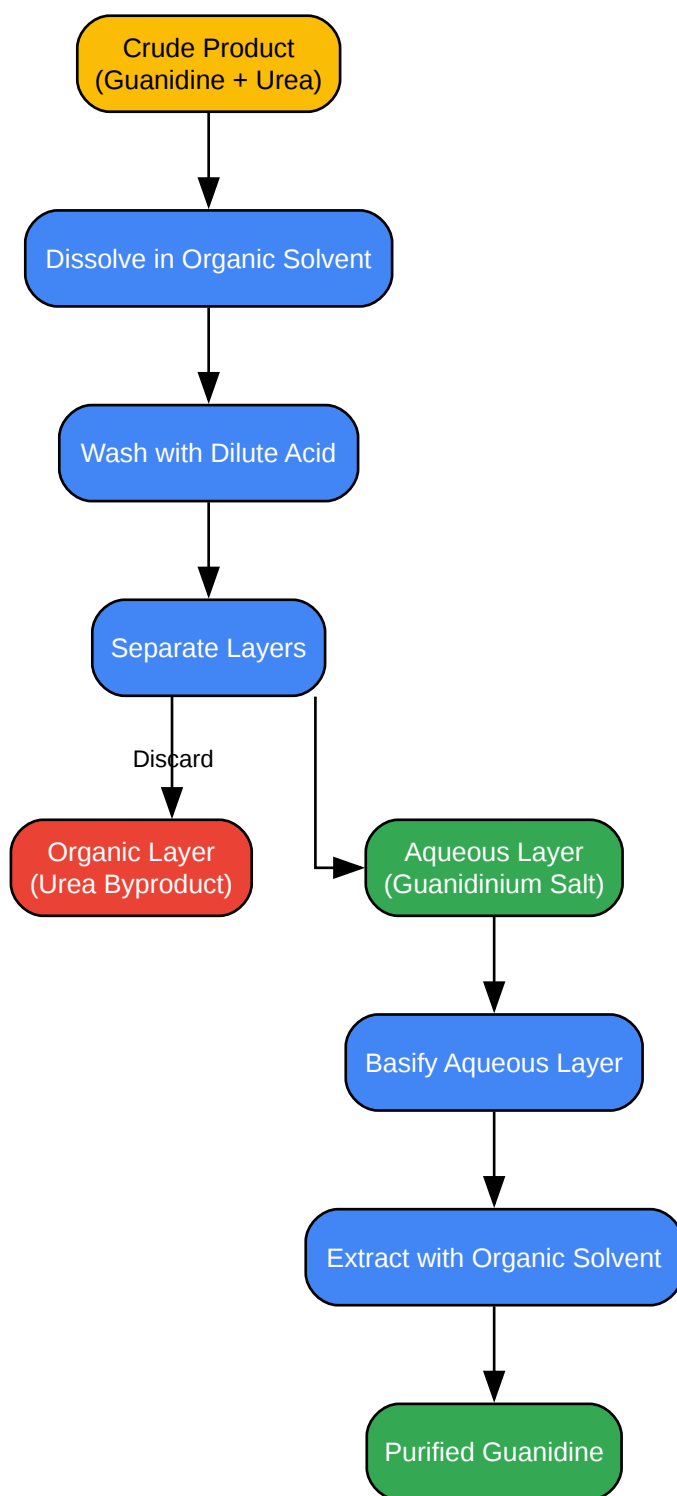 Crude Product
(Guanidine + Urea)
Dissolve in Organic Solvent
Wash with Dilute Acid
Separate Layers
Discard
Organic Layer
(Urea Byproduct)
Aqueous Layer
(Guanidinium Salt)
Basify Aqueous Layer
Extract with Organic Solvent
Purified Guanidine